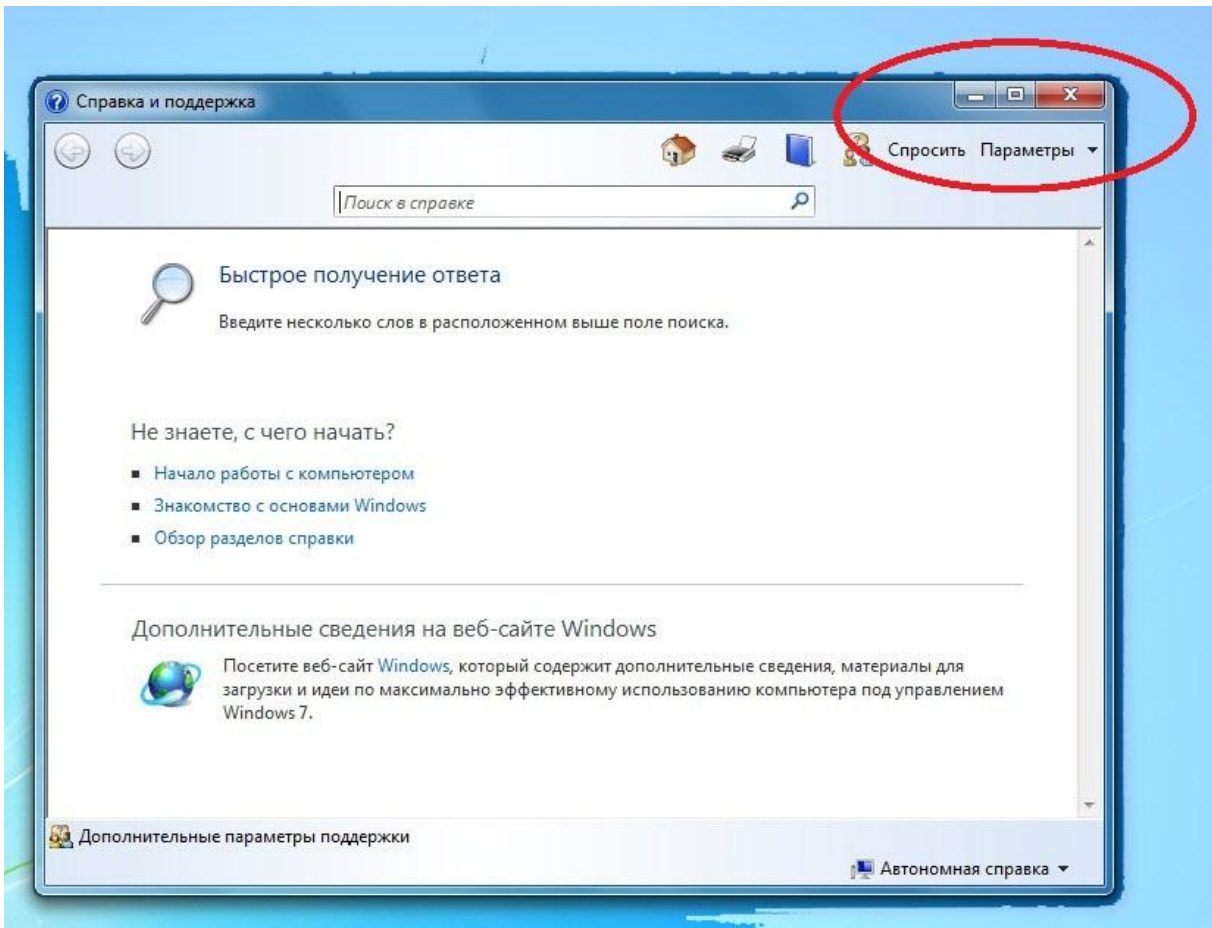 Справка и поддержка
Спросить Параметры
Поиск в справке
Быстрое получение ответа
Введите несколько слов в расположенном выше поле поиска.
Не знаете, с чего начать?
Начало работы с компьютером
Знакомство с основами Windows
Обзор разделов справки
Дополнительные сведения на веб-сайте Windows
Посетите веб-сайт Windows, который содержит дополнительные сведения, материалы для
загрузки и идеи по максимально эффективному использованию компьютера под управлением
Windows 7.
Дополнительные параметры поддержки
Автономная справка